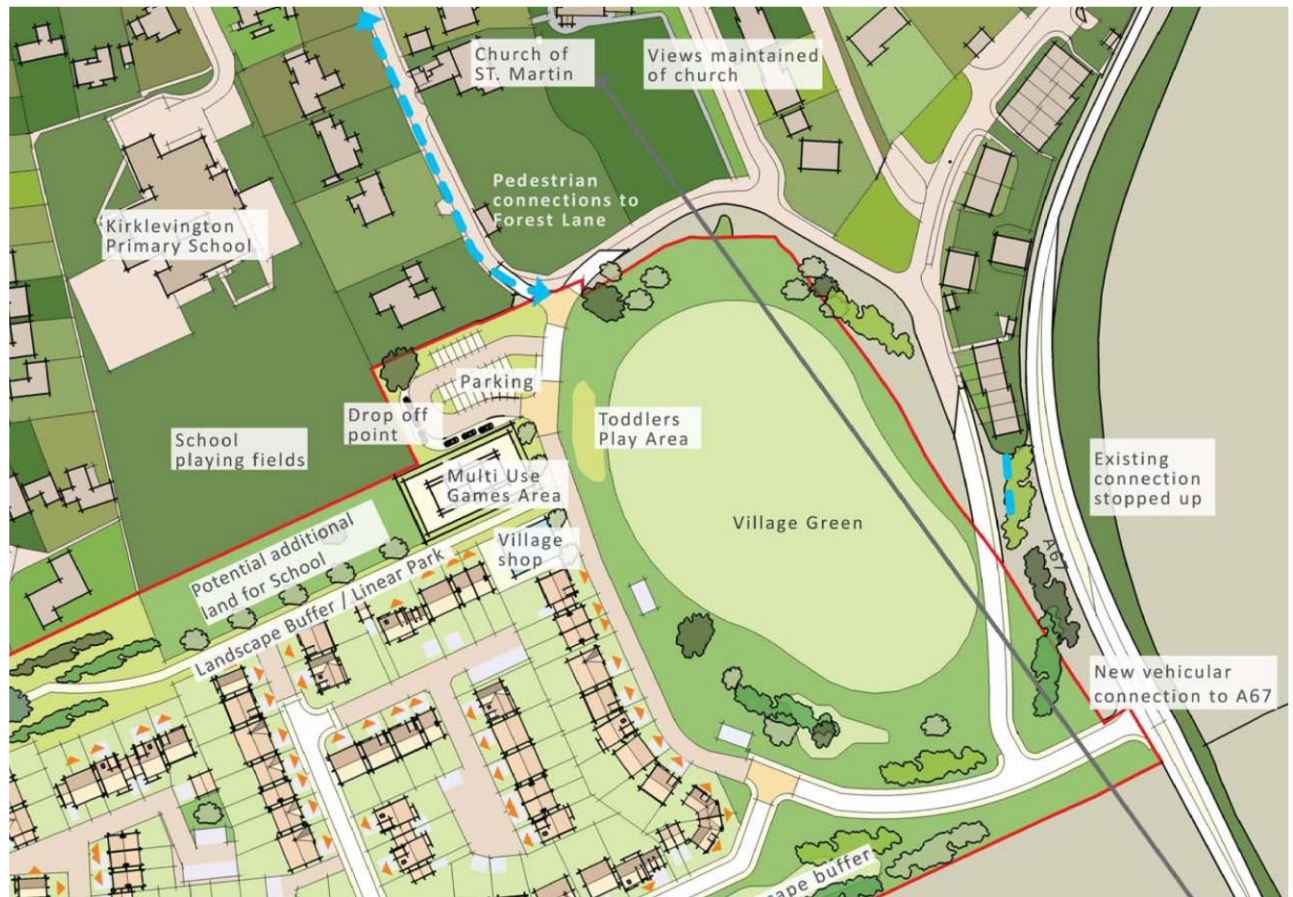 Church of
ST. Martin
Views maintained
of church
Pedestrian
connections to
Forest Lane
Kirklevington
Primary School
Parking
Drop off
point
Toddlers
Play Area
School
playing fields
Multi Use
Games Area
Existing
connection
stopped up
Village Green
Village
shop
A67
Potential additional
land for School
Landscape Buffer / Linear Park
New vehicular
connection to A67
scape buffer